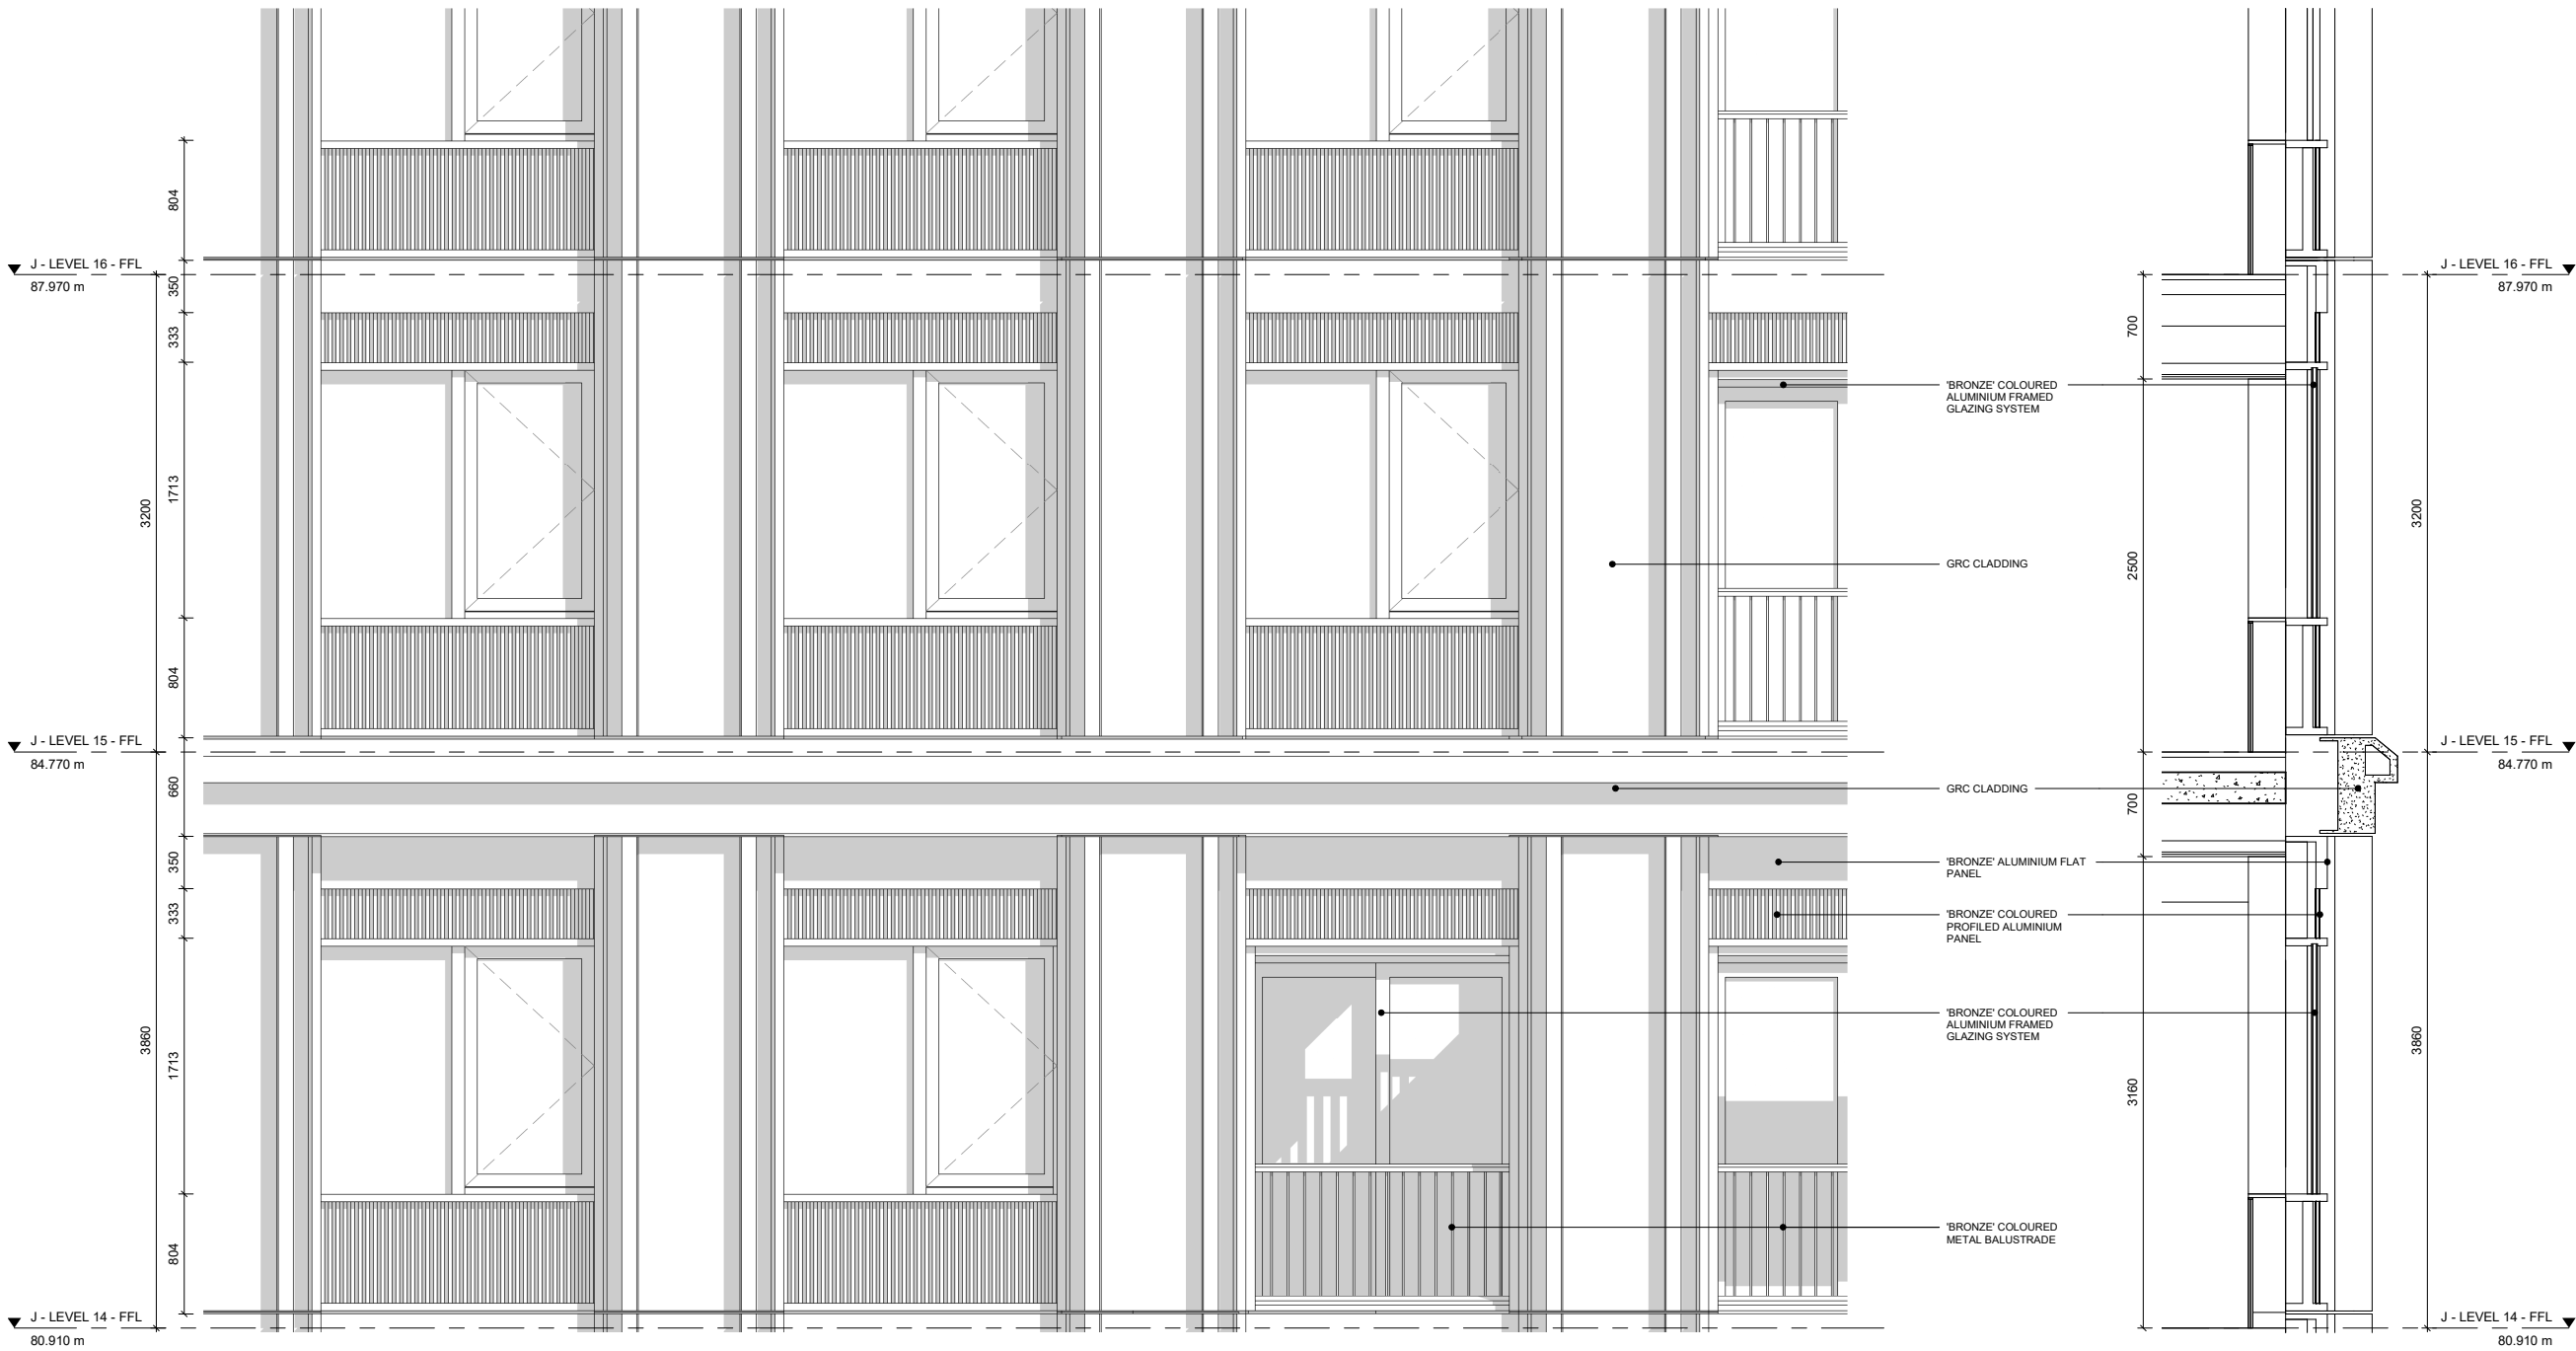 804
J - LEVEL 16 - FFL
87.970 m
350
333
1713
3200
804
J - LEVEL 15 - FFL
84.770 m
660
350
333
3860
1713
804
J - LEVEL 14 - FFL
80.910 m
'BRONZE' COLOURED
ALUMINIUM FRAMED
GLAZING SYSTEM
GRC CLADDING
GRC CLADDING
'BRONZE' ALUMINIUM FLAT
PANEL
'BRONZE' COLOURED
PROFILED ALUMINIUM
PANEL
'BRONZE' COLOURED
ALUMINIUM FRAMED
GLAZING SYSTEM
'BRONZE' COLOURED
METAL BALUSTRADE
700
2500
700
3160
J - LEVEL 16 - FFL
87.970 m
3200
J - LEVEL 15 - FFL
84.770 m
3860
J - LEVEL 14 - FFL
80.910 m